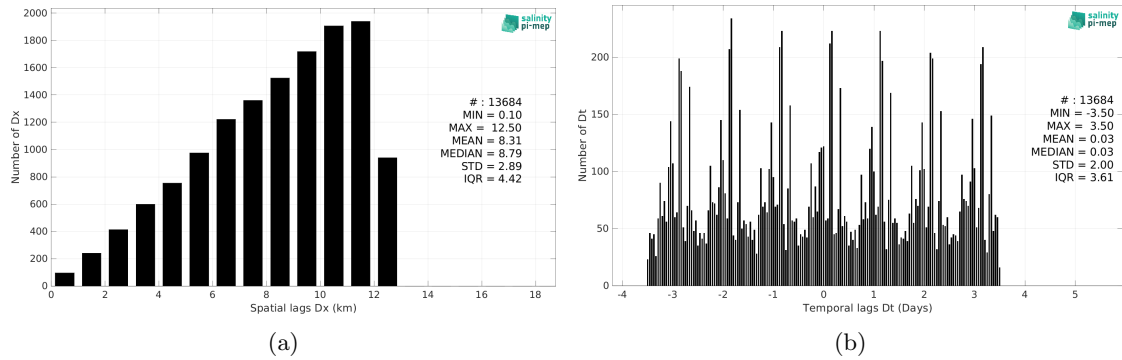 salinity
pi-mep
2000
1800
1600
1400
1200
1000
800
600
400
200
0
Number of Dx
# : 13684
MIN = 0.10
MAX = 12.50
MEAN = 8.31
MEDIAN = 8.79
STD = 2.89
IQR = 4.42
0 2 4 6 8 10 12 14 16 18
Spatial lags Dx (km)
(a)
salinity
pi-mep
200
150
100
50
0
Number of Dt
# : 13684
MIN = -3.50
MAX = 3.50
MEAN = 0.03
MEDIAN = 0.03
STD = 2.00
IQR = 3.61
-4 -3 -2 -1 0 1 2 3 4 5
Temporal lags Dt (Days)
(b)